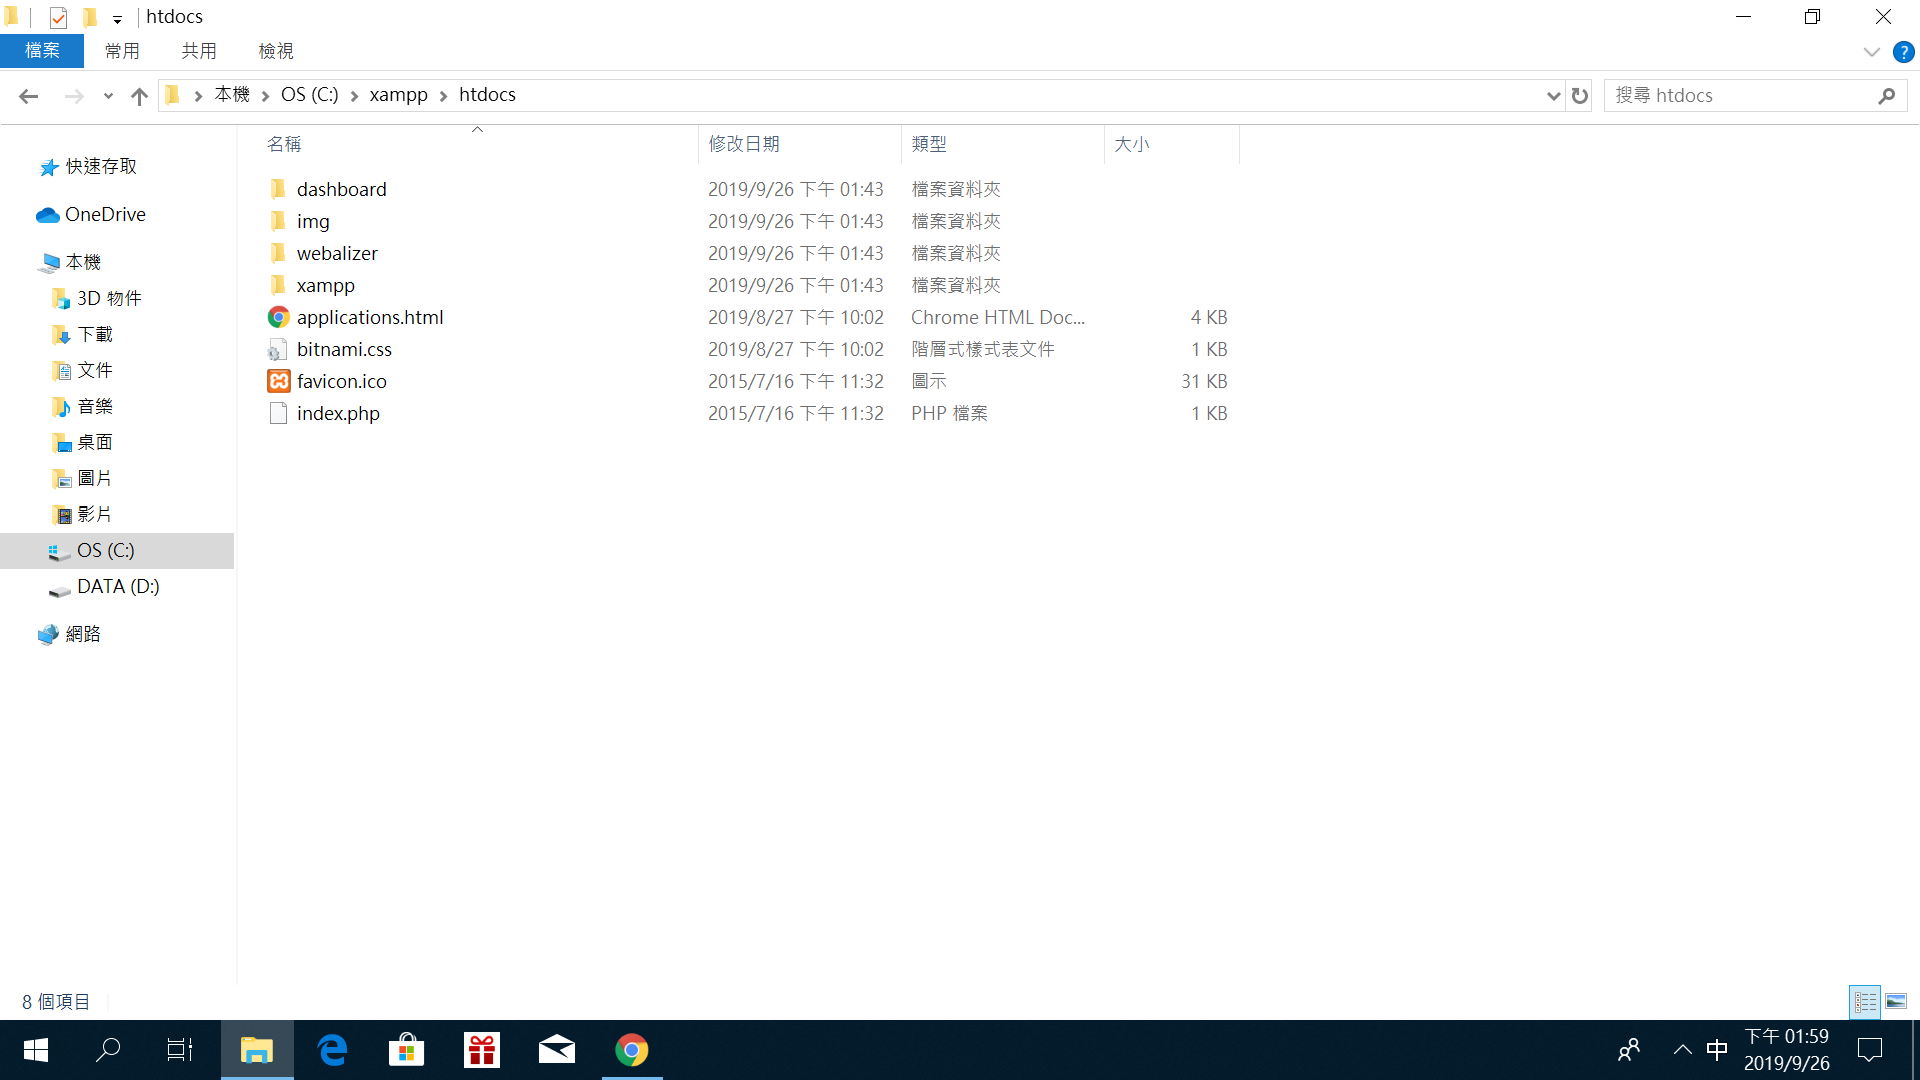 htdocs
檔案 常用 共用 檢視
本機 OS (C:) xampp htdocs 搜尋 htdocs
名稱 修改日期 類型 大小
快速存取
OneDrive
本機
3D 物件
下載
文件
音樂
桌面
圖片
影片
OS (C:)
DATA (D:)
網路
dashboard 2019/9/26 下午 01:43 檔案資料夾
img 2019/9/26 下午 01:43 檔案資料夾
webalizer 2019/9/26 下午 01:43 檔案資料夾
xampp 2019/9/26 下午 01:43 檔案資料夾
applications.html 2019/8/27 下午 10:02 Chrome HTML Doc... 4 KB
bitnami.css 2019/8/27 下午 10:02 階層式樣式表文件 1 KB
favicon.ico 2015/7/16 下午 11:32 圖示 31 KB
index.php 2015/7/16 下午 11:32 PHP 檔案 1 KB
8 個項目
中 下午 01:59
2019/9/26